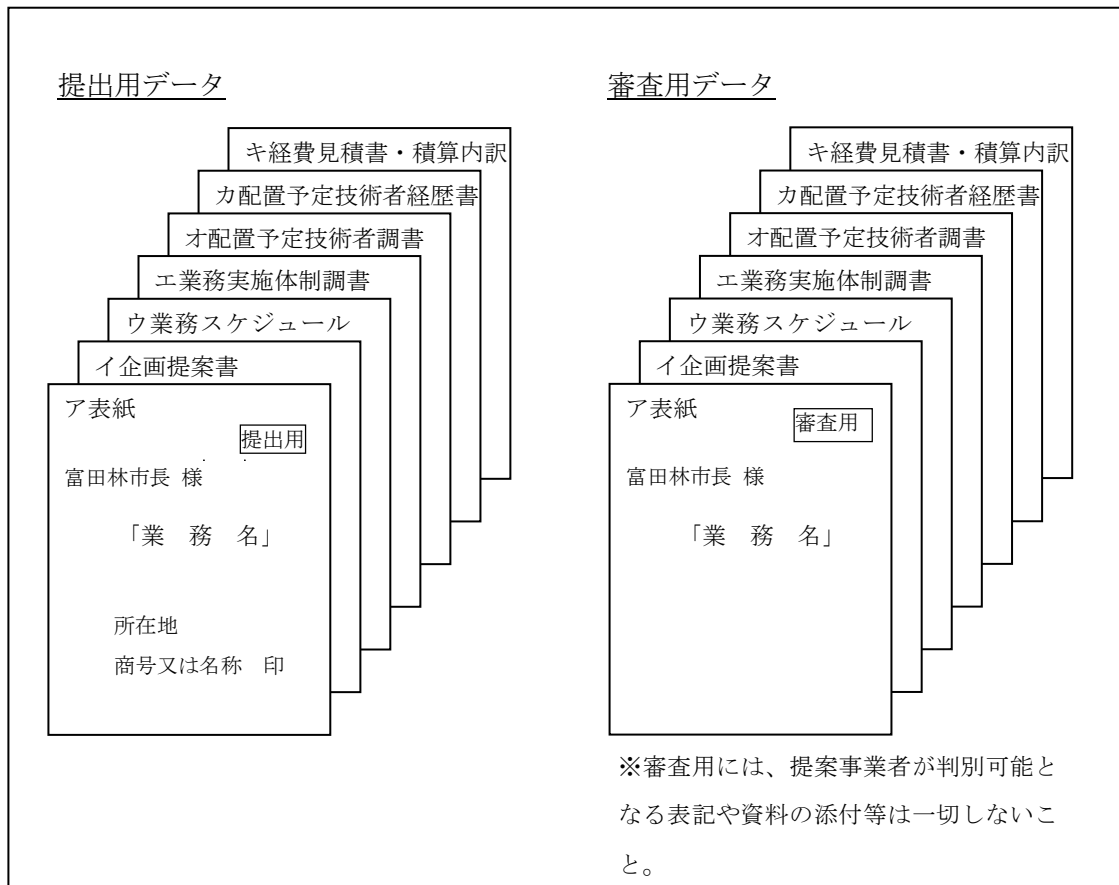 提出用データ
キ経費見積書・積算内訳
カ配置予定技術者経歴書
オ配置予定技術者調書
エ業務実施体制調書
ウ業務スケジュール
イ企画提案書
ア表紙
提出用
富田林市長 様
「業 務 名」
所在地
商号又は名称 印
審査用データ
キ経費見積書・積算内訳
カ配置予定技術者経歴書
オ配置予定技術者調書
エ業務実施体制調書
ウ業務スケジュール
イ企画提案書
ア表紙
審査用
富田林市長 様
「業 務 名」
※審査用には、提案事業者が判別可能と
なる表記や資料の添付等は一切しないこ
と。